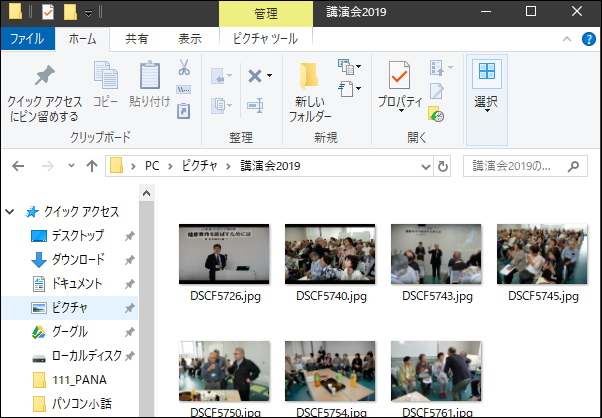 管理
講演会2019
ファイル
ホーム
共有
表示
ピクチャ ツール
クイック アクセス
にピン留めする
コピー
貼り付け
新しい
フォルダー
プロパティ
選択
クリップボード
整理
新規
開く
PC
ピクチャ
講演会2019
講演会2019の...
クイック アクセス
デスクトップ
ダウンロード
ドキュメント
ピクチャ
グーグル
ローカルディスク
111_PANA
パソコン小話
DSCF5726.jpg
DSCF5740.jpg
DSCF5743.jpg
DSCF5745.jpg
DSCF5750.jpg
DSCF5754.jpg
DSCF5761.jpg